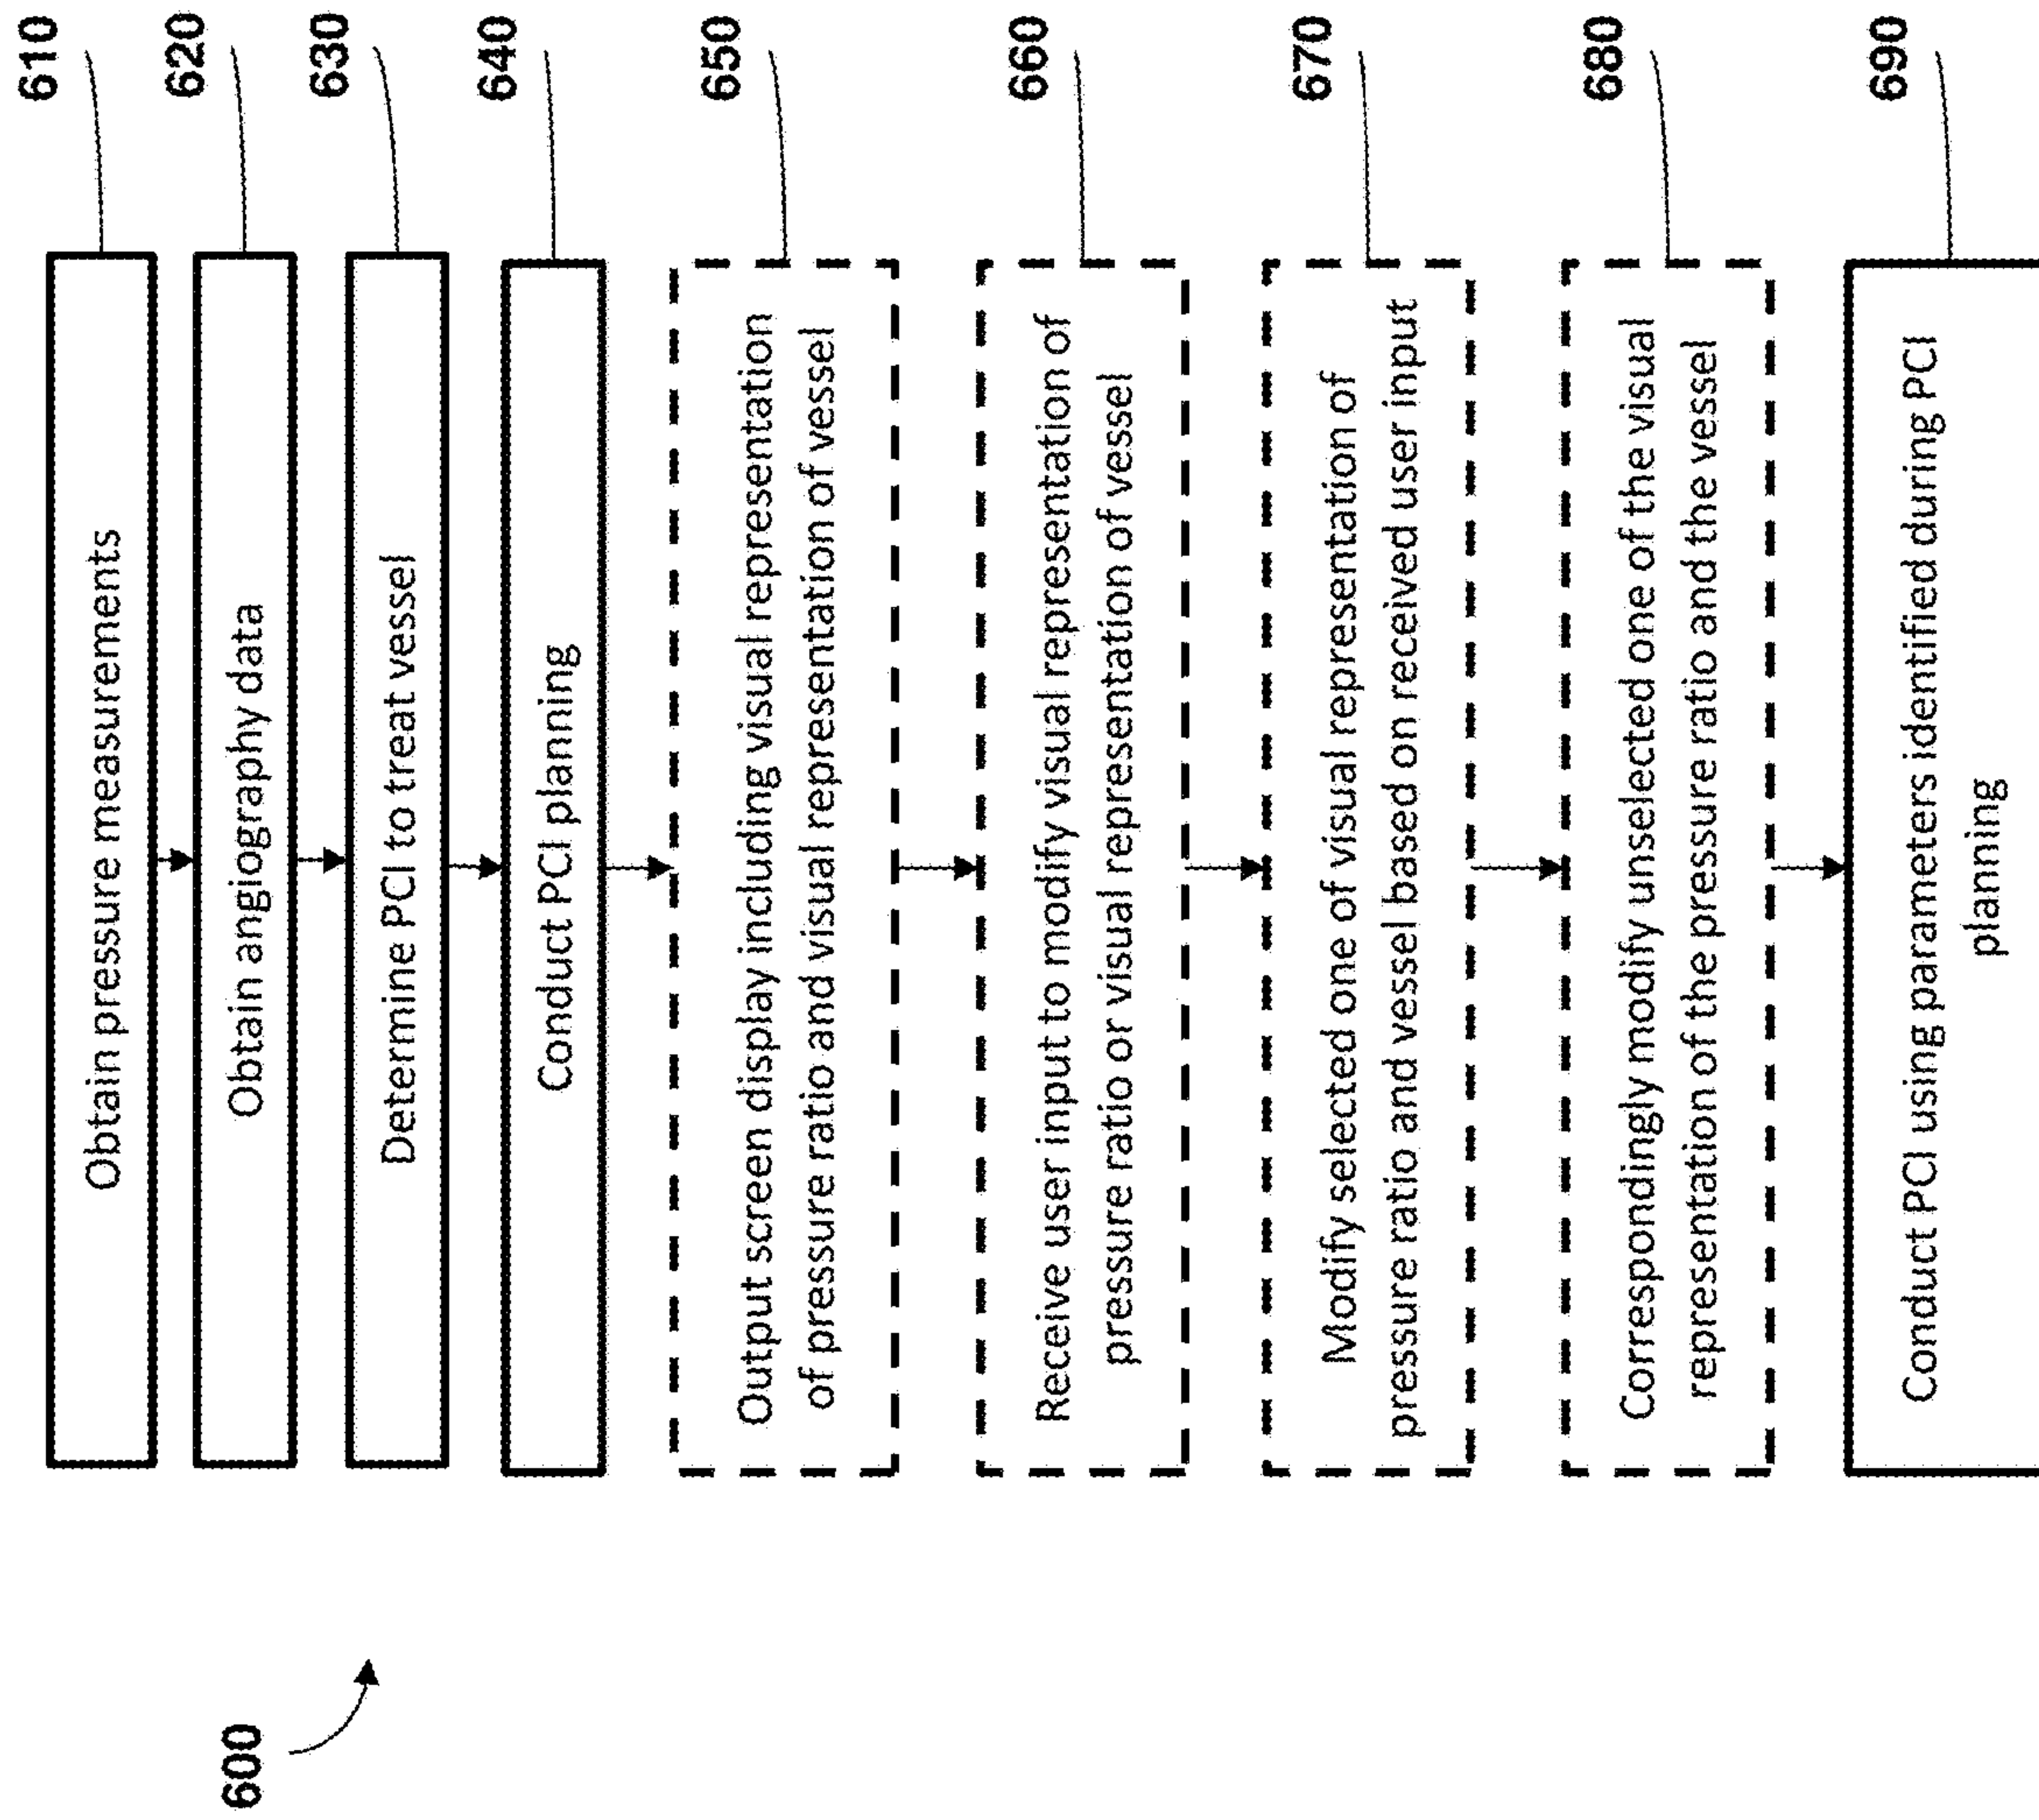 600
Obtain pressure measurements
610
Obtain angiography data
620
Determine PCI to treat vessel
630
Conduct PCI planning
640
Output screen display including visual representation
of pressure ratio and visual representation of vessel
650
Receive user input to modify visual representation of
pressure ratio or visual representation of vessel
660
Modify selected one of visual representation of
pressure ratio and vessel based on received user input
670
Correspondingly modify unselected one of the visual
representation of the pressure ratio and the vessel
680
Conduct PCI using parameters identified during PCI
planning
690